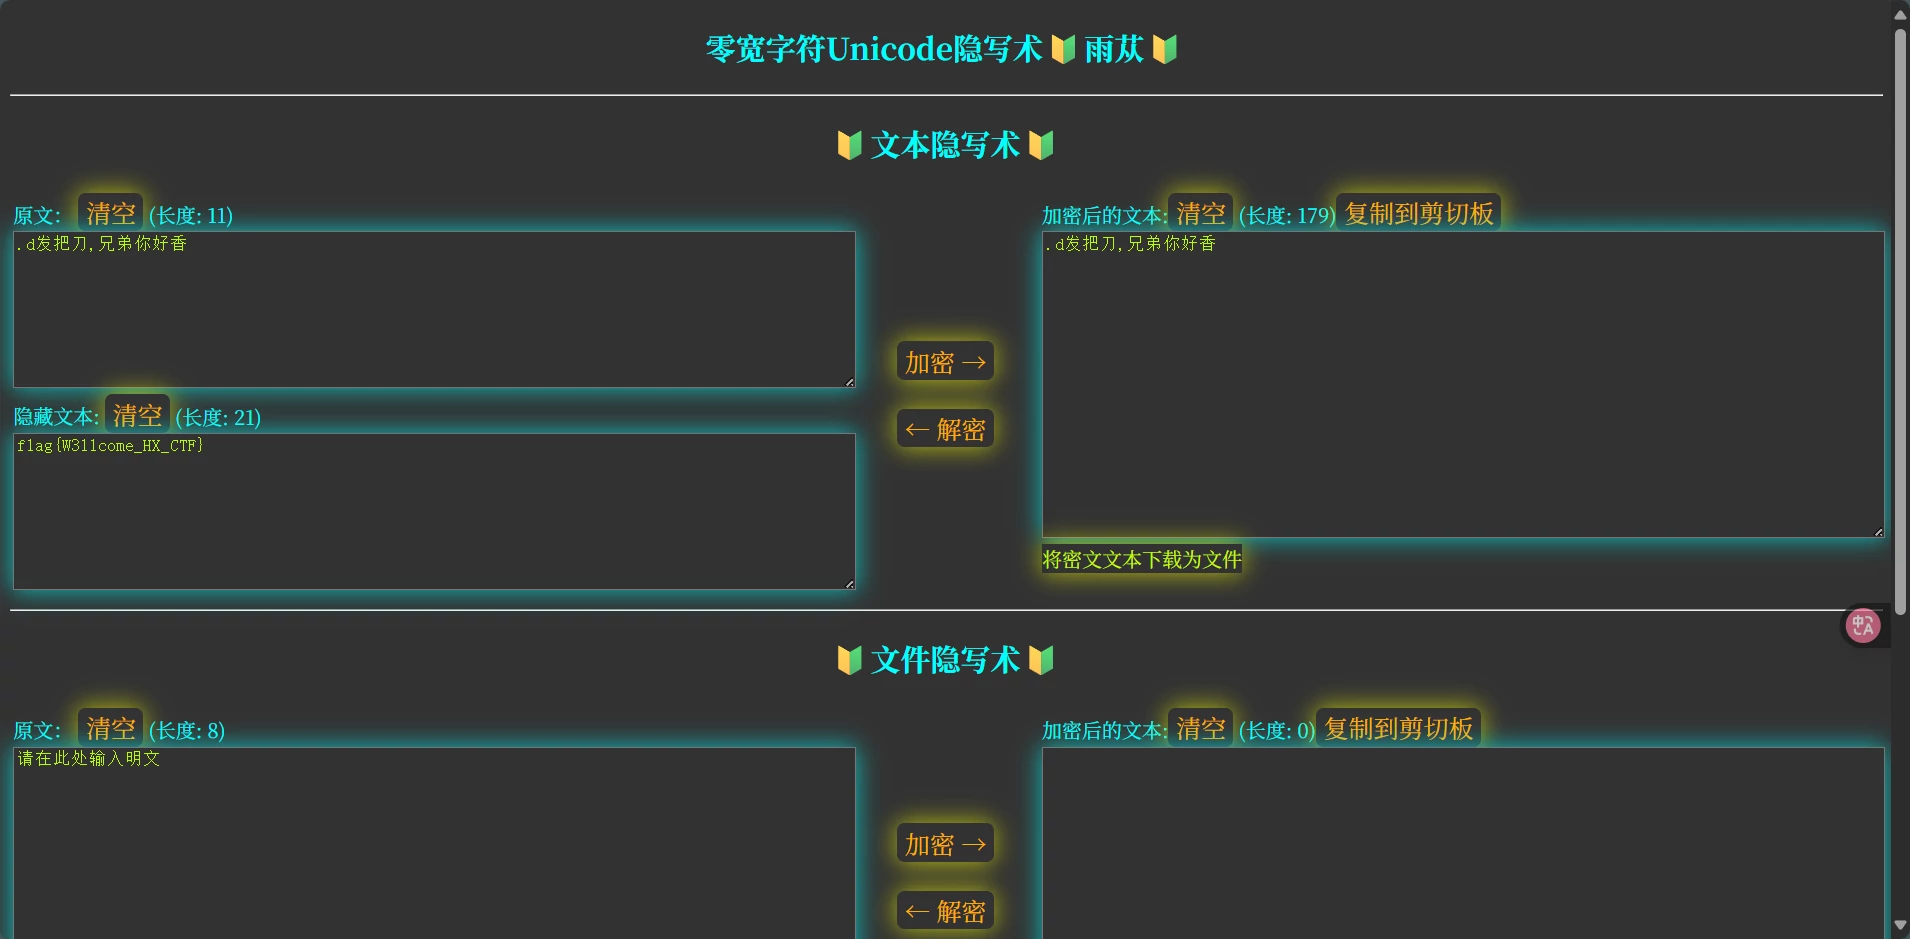 零宽字符Unicode隐写术🔰雨苁🔰
🔰文本隐写术🔰
原文: 清空 (长度: 11)
.d发把刀,兄弟你好香
隐藏文本: 清空 (长度: 21)
flag{W3llcome_HX_CTF}
加密 →
← 解密
加密后的文本: 清空 (长度: 179) 复制到剪切板
.d发把刀,兄弟你好香
将密文文本下载为文件
中A
🔰文件隐写术🔰
原文: 清空 (长度: 8)
请在此处输入明文
加密 →
← 解密
加密后的文本: 清空 (长度: 0) 复制到剪切板